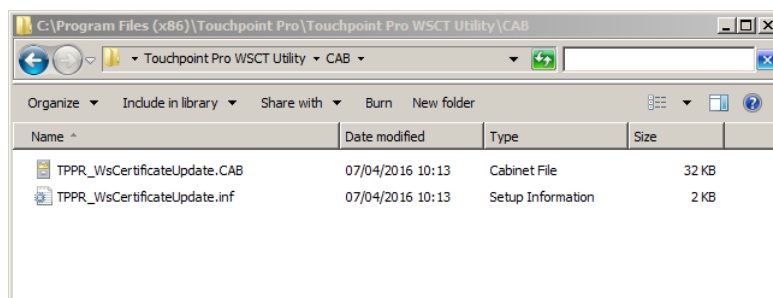 C:\Program Files (x86)\Touchpoint Pro\Touchpoint Pro WSCT Utility\CAB
Touchpoint Pro WSCT Utility CAB
Organize Include in library Share with Burn New folder
Name Date modified Type Size
TPPR_WsCertificateUpdate.CAB 07/04/2016 10:13 Cabinet File 32 KB
TPPR_WsCertificateUpdate.inf 07/04/2016 10:13 Setup Information 2 KB